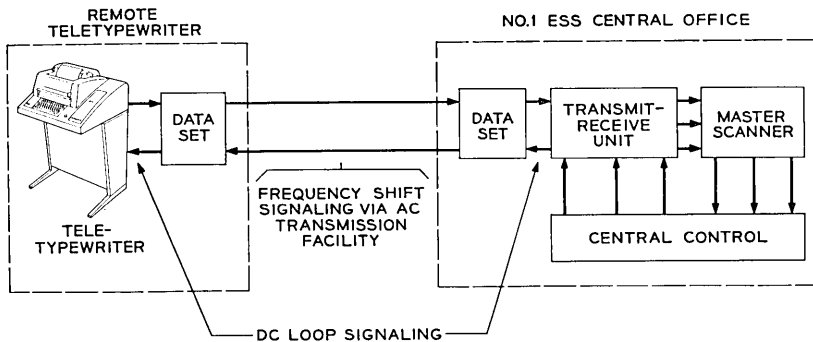 REMOTE
TELETYPEWRITER
NO.1 ESS CENTRAL OFFICE
DATA
SET
DATA
SET
TRANSMIT-
RECEIVE
UNIT
MASTER
SCANNER
TELE-
TYPEWRITER
FREQUENCY SHIFT
SIGNALING VIA AC
TRANSMISSION
FACILITY
CENTRAL CONTROL
DC LOOP SIGNALING